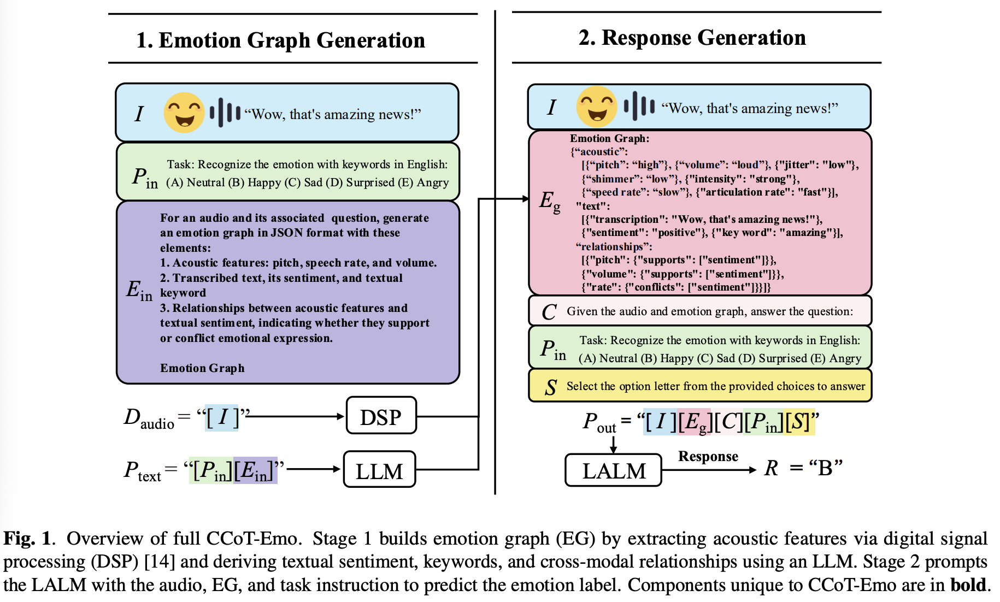 1. Emotion Graph Generation
I “Wow, that's amazing news!”
Pin Task: Recognize the emotion with keywords in English:
(A) Neutral (B) Happy (C) Sad (D) Surprised (E) Angry
Ein
For an audio and its associated question, generate
an emotion graph in JSON format with these
elements:
1. Acoustic features: pitch, speech rate, and volume.
2. Transcribed text, its sentiment, and textual
keyword
3. Relationships between acoustic features and
textual sentiment, indicating whether they support
or conflict emotional expression.
Emotion Graph
Daudio = “[ I ]” DSP
Ptext = “[Pin][Ein]” LLM
2. Response Generation
I “Wow, that's amazing news!”
Eg
Emotion Graph:
{“acoustic”:
[{“pitch”: “high”}, {“volume”: “loud”}, {"jitter": "low"},
{“shimmer”: “low”}, {"intensity": "strong"},
{“speed rate”: “slow”}, {"articulation rate": "fast"}],
"text":
[{"transcription": "Wow, that's amazing news!"},
{"sentiment": "positive"}, {"key word": "amazing"}],
“relationships”:
[{"pitch": {"supports": ["sentiment"]}},
{"volume": {"supports": ["sentiment"]}},
{"rate": {"conflicts": ["sentiment"]}}]}
C Given the audio and emotion graph, answer the question:
Pin Task: Recognize the emotion with keywords in English:
(A) Neutral (B) Happy (C) Sad (D) Surprised (E) Angry
S Select the option letter from the provided choices to answer
Pout = “[ I ][Eg][C][Pin][S]”
LALM Response R = “B”
Fig. 1. Overview of full CCoT-Emo. Stage 1 builds emotion graph (EG) by extracting acoustic features via digital signal
processing (DSP) [14] and deriving textual sentiment, keywords, and cross-modal relationships using an LLM. Stage 2 prompts
the LALM with the audio, EG, and task instruction to predict the emotion label. Components unique to CCoT-Emo are in bold.